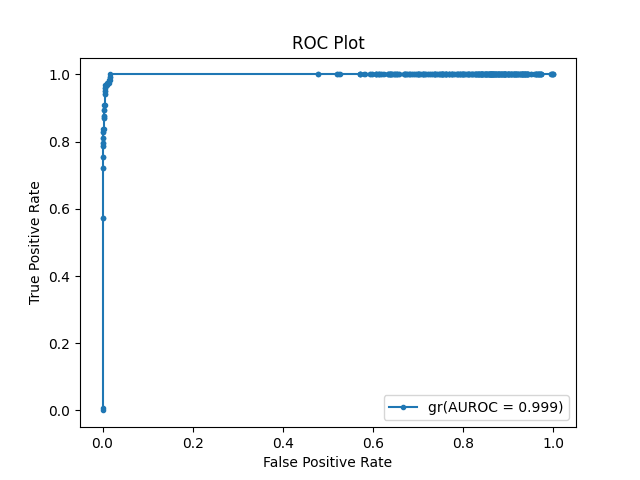 ROC Plot
True Positive Rate
1.0
0.8
0.6
0.4
0.2
0.0
0.0 0.2 0.4 0.6 0.8 1.0
False Positive Rate
gr(AUROC = 0.999)